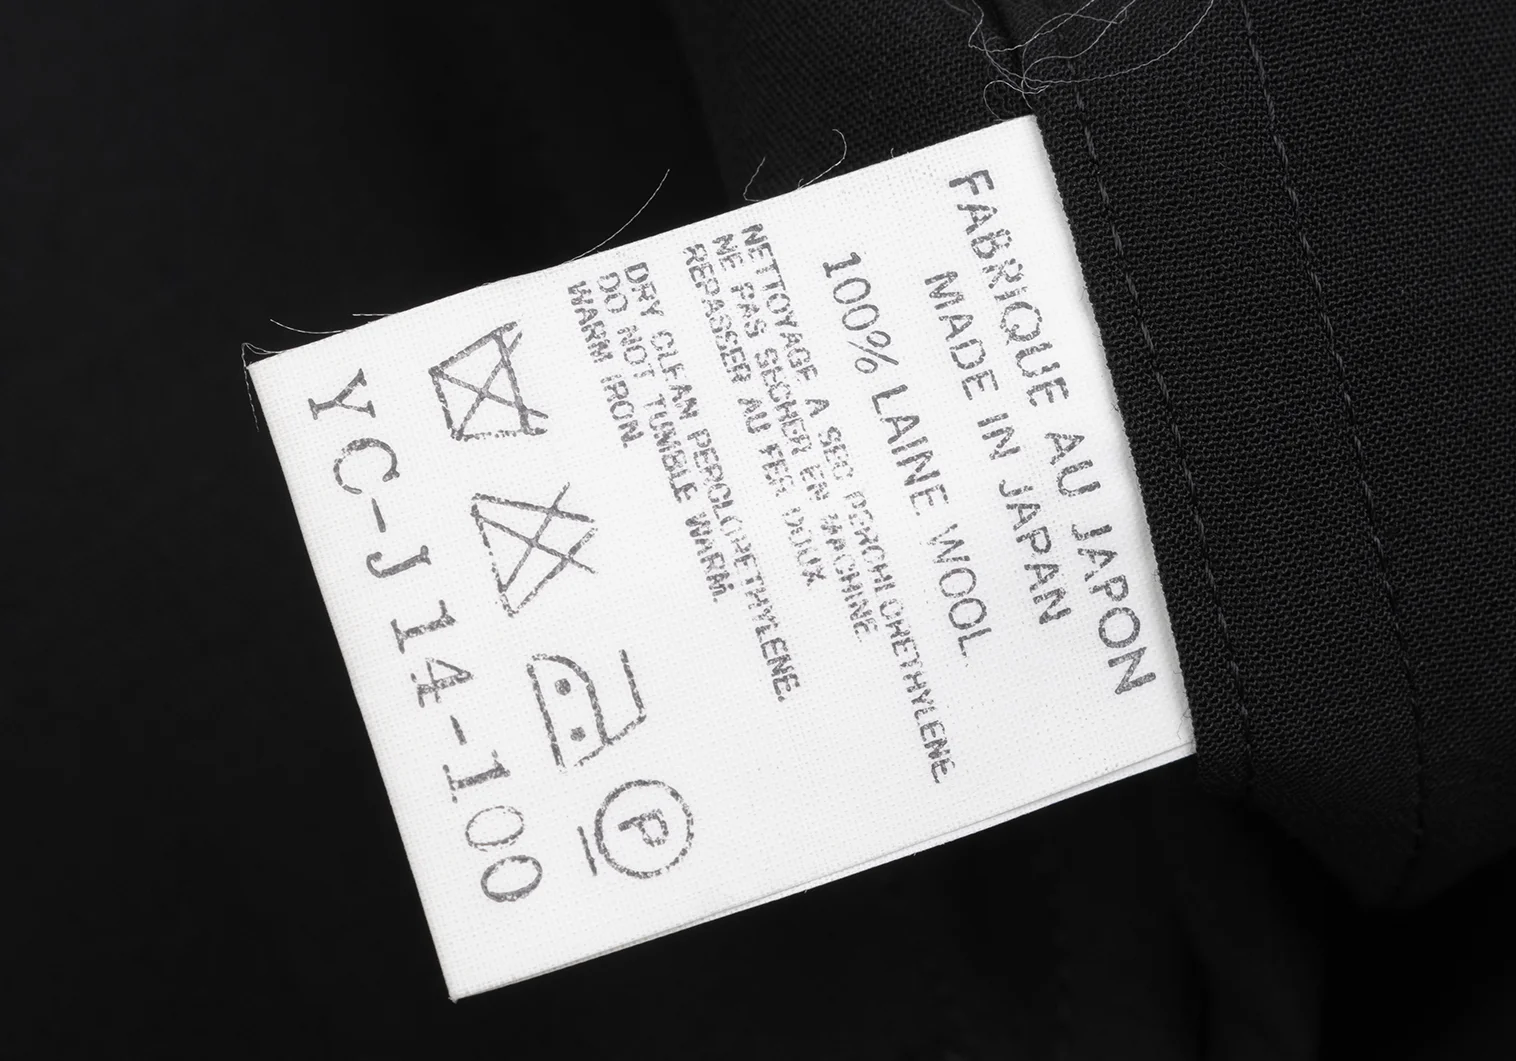 FABRIQUE AU JAPON
MADE IN JAPAN
100% LAINE WOOL
NETTOYAGE A SEC PERCHLORETHYLENE
NE PAS SECHER EN MACHINE.
REPASSER AU FER DOUX
DRY CLEAN PERCLORETHYLENE.
DO NOT TUMBLE WARM.
WARM IRON.
P
YC-J14-100